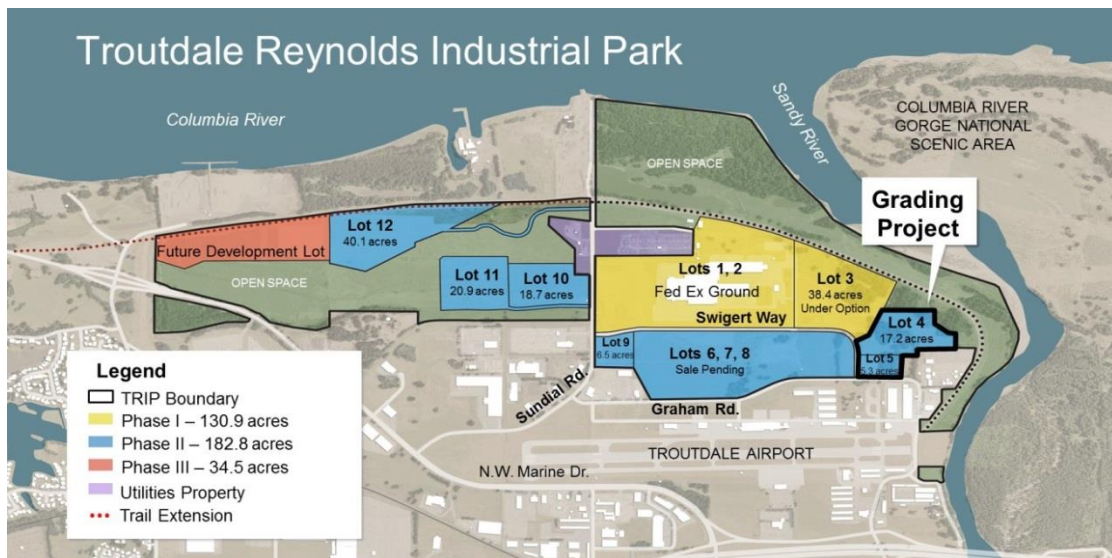 Troutdale Reynolds Industrial Park
Columbia River
Sandy River
COLUMBIA RIVER
GORGE NATIONAL
SCENIC AREA
OPEN SPACE
Grading
Project
Lot 12
40.1 acres
Future Development Lot
OPEN SPACE
Lot 11
20.9 acres
Lot 10
18.7 acres
Lots 1, 2
Fed Ex Ground
Lot 3
38.4 acres
Under Option
Swigert Way
Lot 4
17.2 acres
Lot 5
5.3 acres
Lot 9
6.5 acres
Lots 6, 7, 8
Sale Pending
Sundial Rd.
Graham Rd.
TROUTDALE AIRPORT
N.W. Marine Dr.
Legend
TRIP Boundary
Phase I – 130.9 acres
Phase II – 182.8 acres
Phase III – 34.5 acres
Utilities Property
Trail Extension